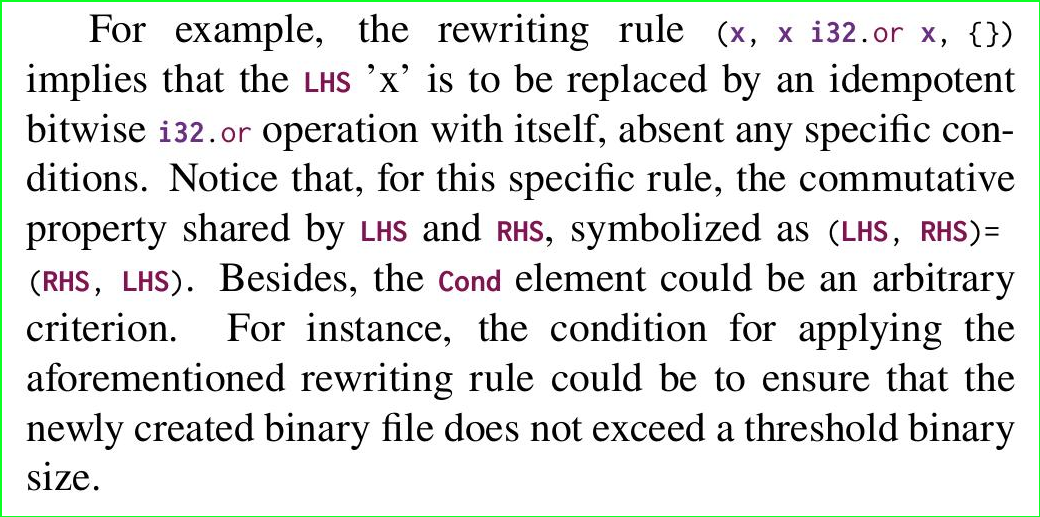 For example, the rewriting rule (x, x i32.or x, {})
implies that the LHS ’x’ is to be replaced by an idempotent
bitwise i32.or operation with itself, absent any specific con-
ditions. Notice that, for this specific rule, the commutative
property shared by LHS and RHS, symbolized as (LHS, RHS)=
(RHS, LHS). Besides, the Cond element could be an arbitrary
criterion. For instance, the condition for applying the
aforementioned rewriting rule could be to ensure that the
newly created binary file does not exceed a threshold binary
size.